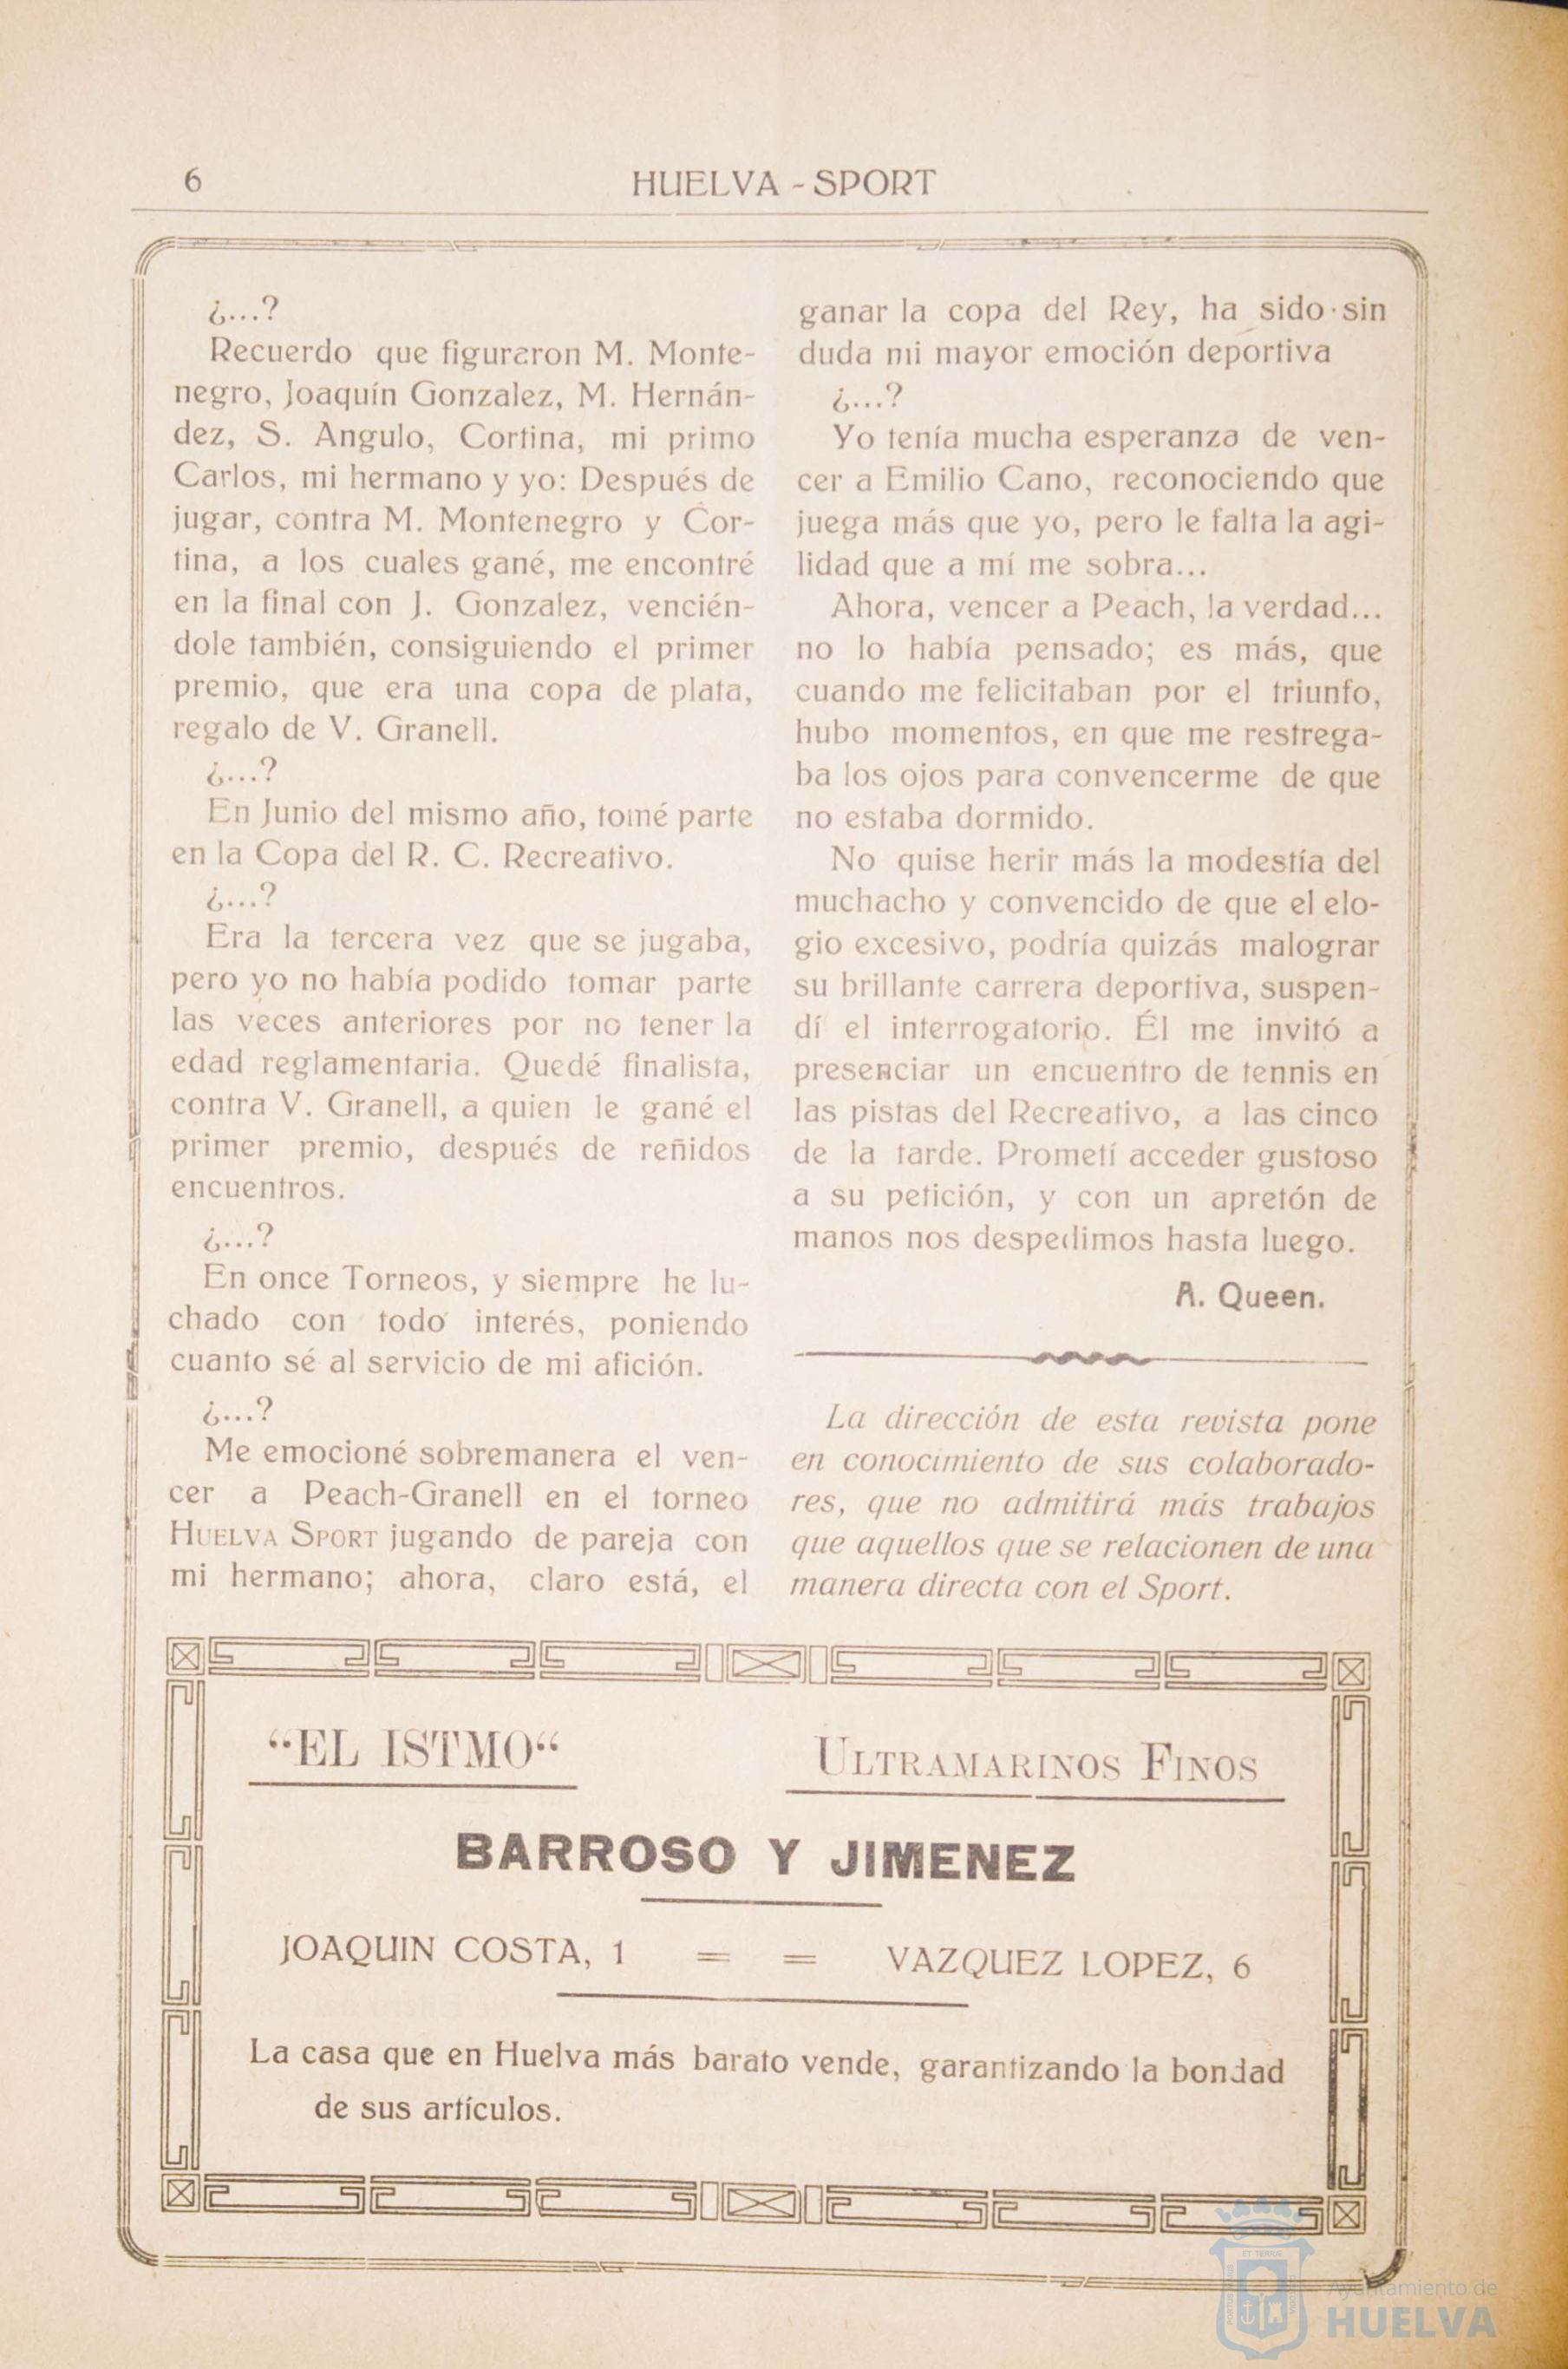 6
HUELVA - SPORT
¿...?
Recuerdo que figuraron M. Monte-
negro, Joaquín Gonzalez, M. Hernán-
dez, S. Angulo, Cortina, mi primo
Carlos, mi hermano y yo: Después de
jugar, contra M. Montenegro y Cor-
tina, a los cuales gané, me encontré
en la final con J. Gonzalez, vencién-
dole también, consiguiendo el primer
premio, que era una copa de plata,
regalo de V. Granell.
¿...?
En Junio del mismo año, tomé parte
en la Copa del R. C. Recreativo.
¿...?
Era la tercera vez que se jugaba,
pero yo no había podido tomar parte
las veces anteriores por no tener la
edad reglamentaria. Quedé finalista,
contra V. Granell, a quien le gané el
primer premio, después de reñidos
encuentros.
¿...?
En once Torneos, y siempre he lu-
chado con todo interés, poniendo
cuanto sé al servicio de mi afición.
¿...?
Me emocioné sobremanera el ven-
cer a Peach-Granell en el torneo
HUELVA SPORT jugando de pareja con
mi hermano; ahora, claro está, el
ganar la copa del Rey, ha sido sin
duda mi mayor emoción deportiva
¿...?
Yo tenía mucha esperanza de ven-
cer a Emilio Cano, reconociendo que
juega más que yo, pero le falta la agi-
lidad que a mí me sobra...
Ahora, vencer a Peach, la verdad...
no lo había pensado; es más, que
cuando me felicitaban por el triunfo,
hubo momentos, en que me restrega-
ba los ojos para convencerme de que
no estaba dormido.
No quise herir más la modestía del
muchacho y convencido de que el elo-
gio excesivo, podría quizás malograr
su brillante carrera deportiva, suspen-
dí el interrogatorio. Él me invitó a
presenciar un encuentro de tennis en
las pistas del Recreativo, a las cinco
de la tarde. Prometí acceder gustoso
a su petición, y con un apretón de
manos nos despedimos hasta luego.
A. Queen.
La dirección de esta revista pone
en conocimiento de sus colaborado-
res, que no admitirá más trabajos
que aquellos que se relacionen de una
manera directa con el Sport.
“EL ISTMO“
ULTRAMARINOS FINOS
BARROSO Y JIMENEZ
JOAQUIN COSTA, 1 = = VAZQUEZ LOPEZ, 6
La casa que en Huelva más barato vende, garantizando la bondad
de sus artículos.
Ayuntamiento de
HUELVA